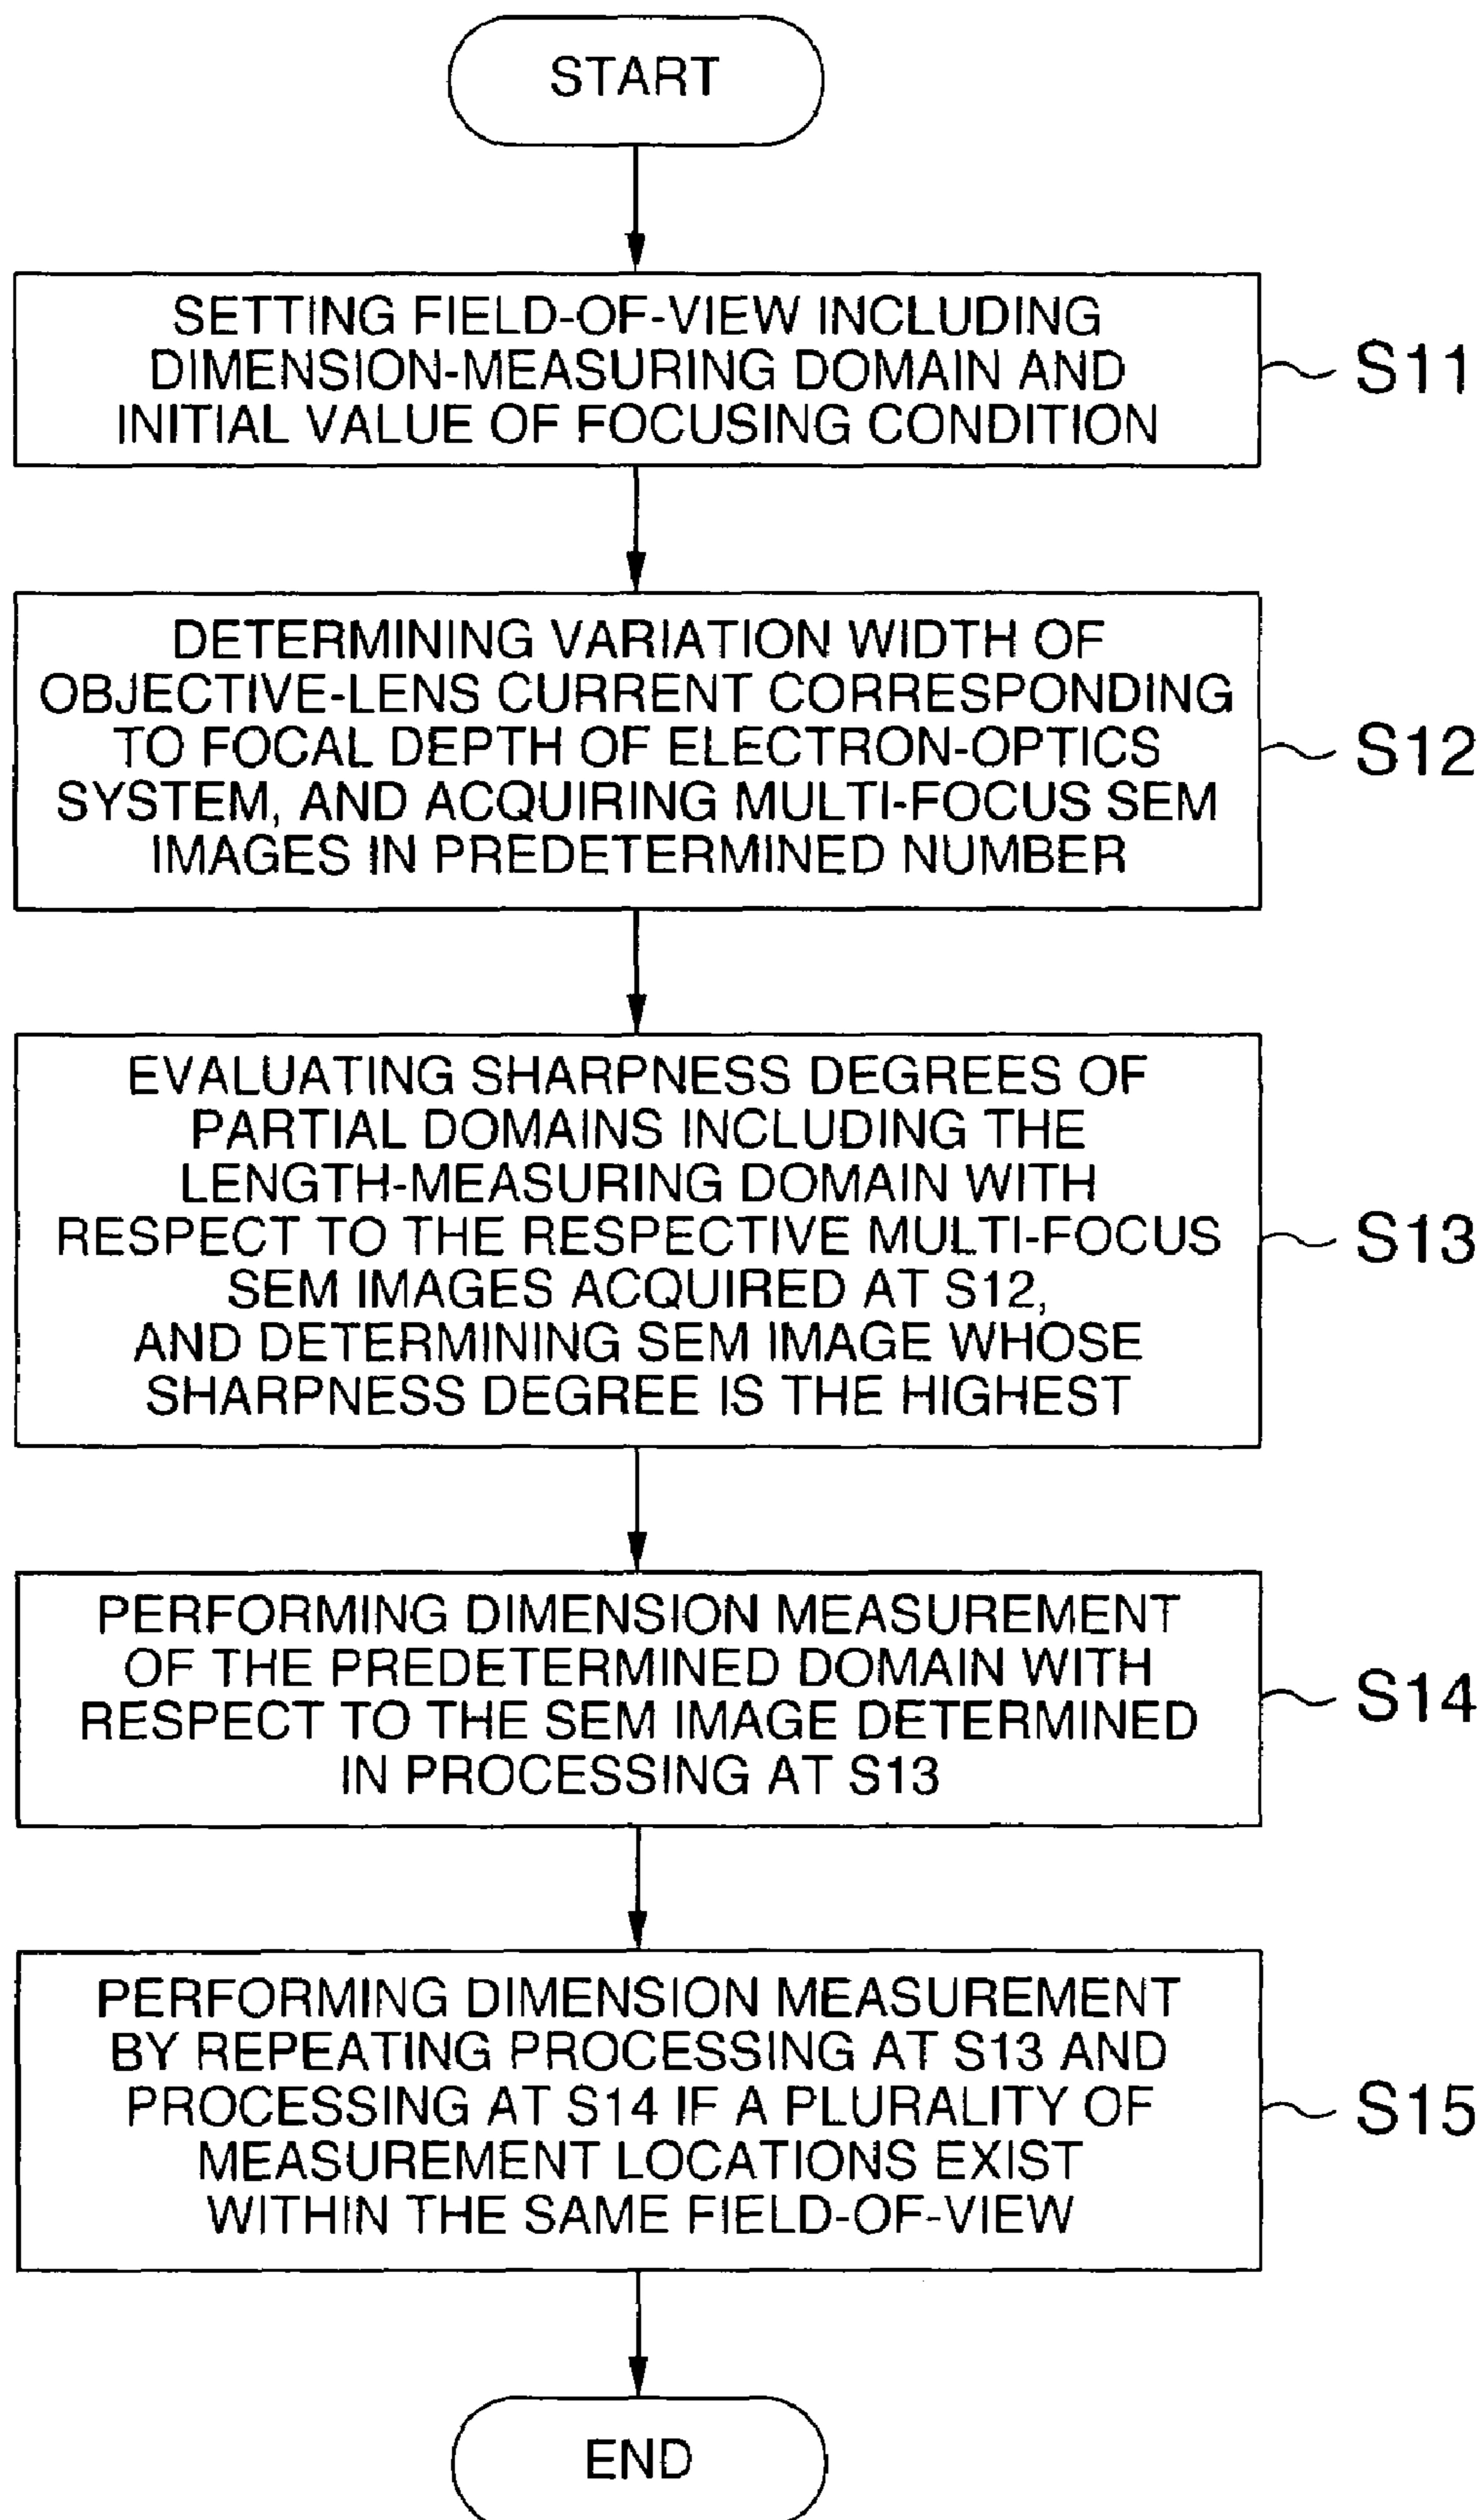 START
SETTING FIELD-OF-VIEW INCLUDING
DIMENSION-MEASURING DOMAIN AND
INITIAL VALUE OF FOCUSING CONDITION
S11
DETERMINING VARIATION WIDTH OF
OBJECTIVE-LENS CURRENT CORRESPONDING
TO FOCAL DEPTH OF ELECTRON-OPTICS
SYSTEM, AND ACQUIRING MULTI-FOCUS SEM
IMAGES IN PREDETERMINED NUMBER
S12
EVALUATING SHARPNESS DEGREES OF
PARTIAL DOMAINS INCLUDING THE
LENGTH-MEASURING DOMAIN WITH
RESPECT TO THE RESPECTIVE MULTI-FOCUS
SEM IMAGES ACQUIRED AT S12,
AND DETERMINING SEM IMAGE WHOSE
SHARPNESS DEGREE IS THE HIGHEST
S13
PERFORMING DIMENSION MEASUREMENT
OF THE PREDETERMINED DOMAIN WITH
RESPECT TO THE SEM IMAGE DETERMINED
IN PROCESSING AT S13
S14
PERFORMING DIMENSION MEASUREMENT
BY REPEATING PROCESSING AT S13 AND
PROCESSING AT S14 IF A PLURALITY OF
MEASUREMENT LOCATIONS EXIST
WITHIN THE SAME FIELD-OF-VIEW
S15
END